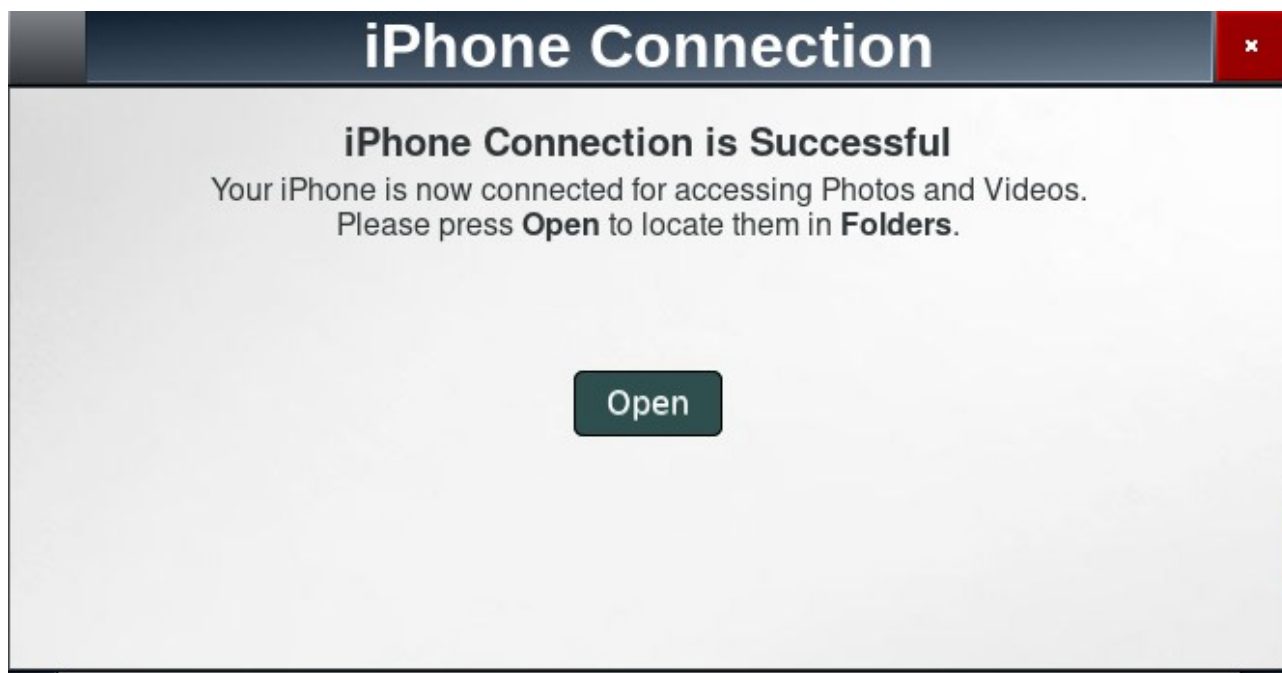 iPhone Connection
iPhone Connection is Successful
Your iPhone is now connected for accessing Photos and Videos.
Please press Open to locate them in Folders.
Open